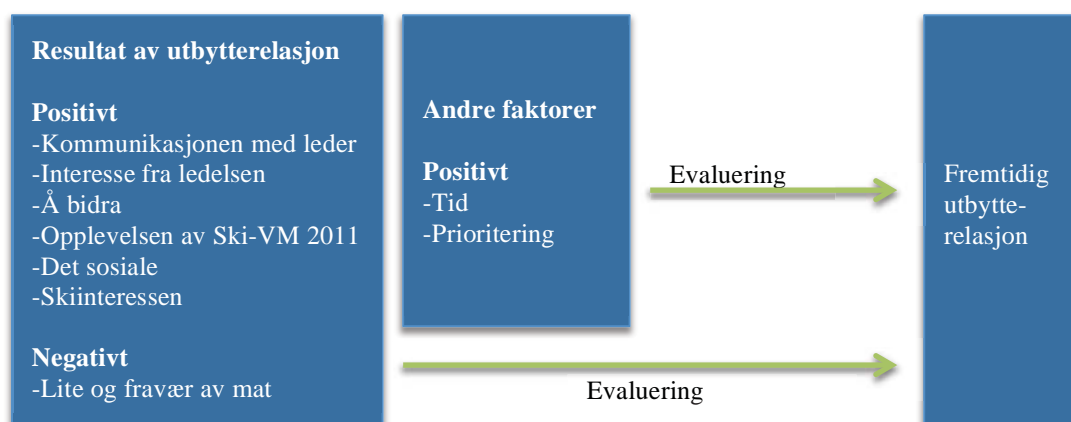 Resultat av utbytterelasjon
Positivt
-Kommunikasjonen med leder
-Interesse fra ledelsen
-Å bidra
-Opplevelsen av Ski-VM 2011
-Det sosiale
-Skiinteressen
Negativt
-Lite og fravær av mat
Andre faktorer
Positivt
-Tid
-Prioritering
Evaluering
Evaluering
Fremtidig
utbytte-
relasjon